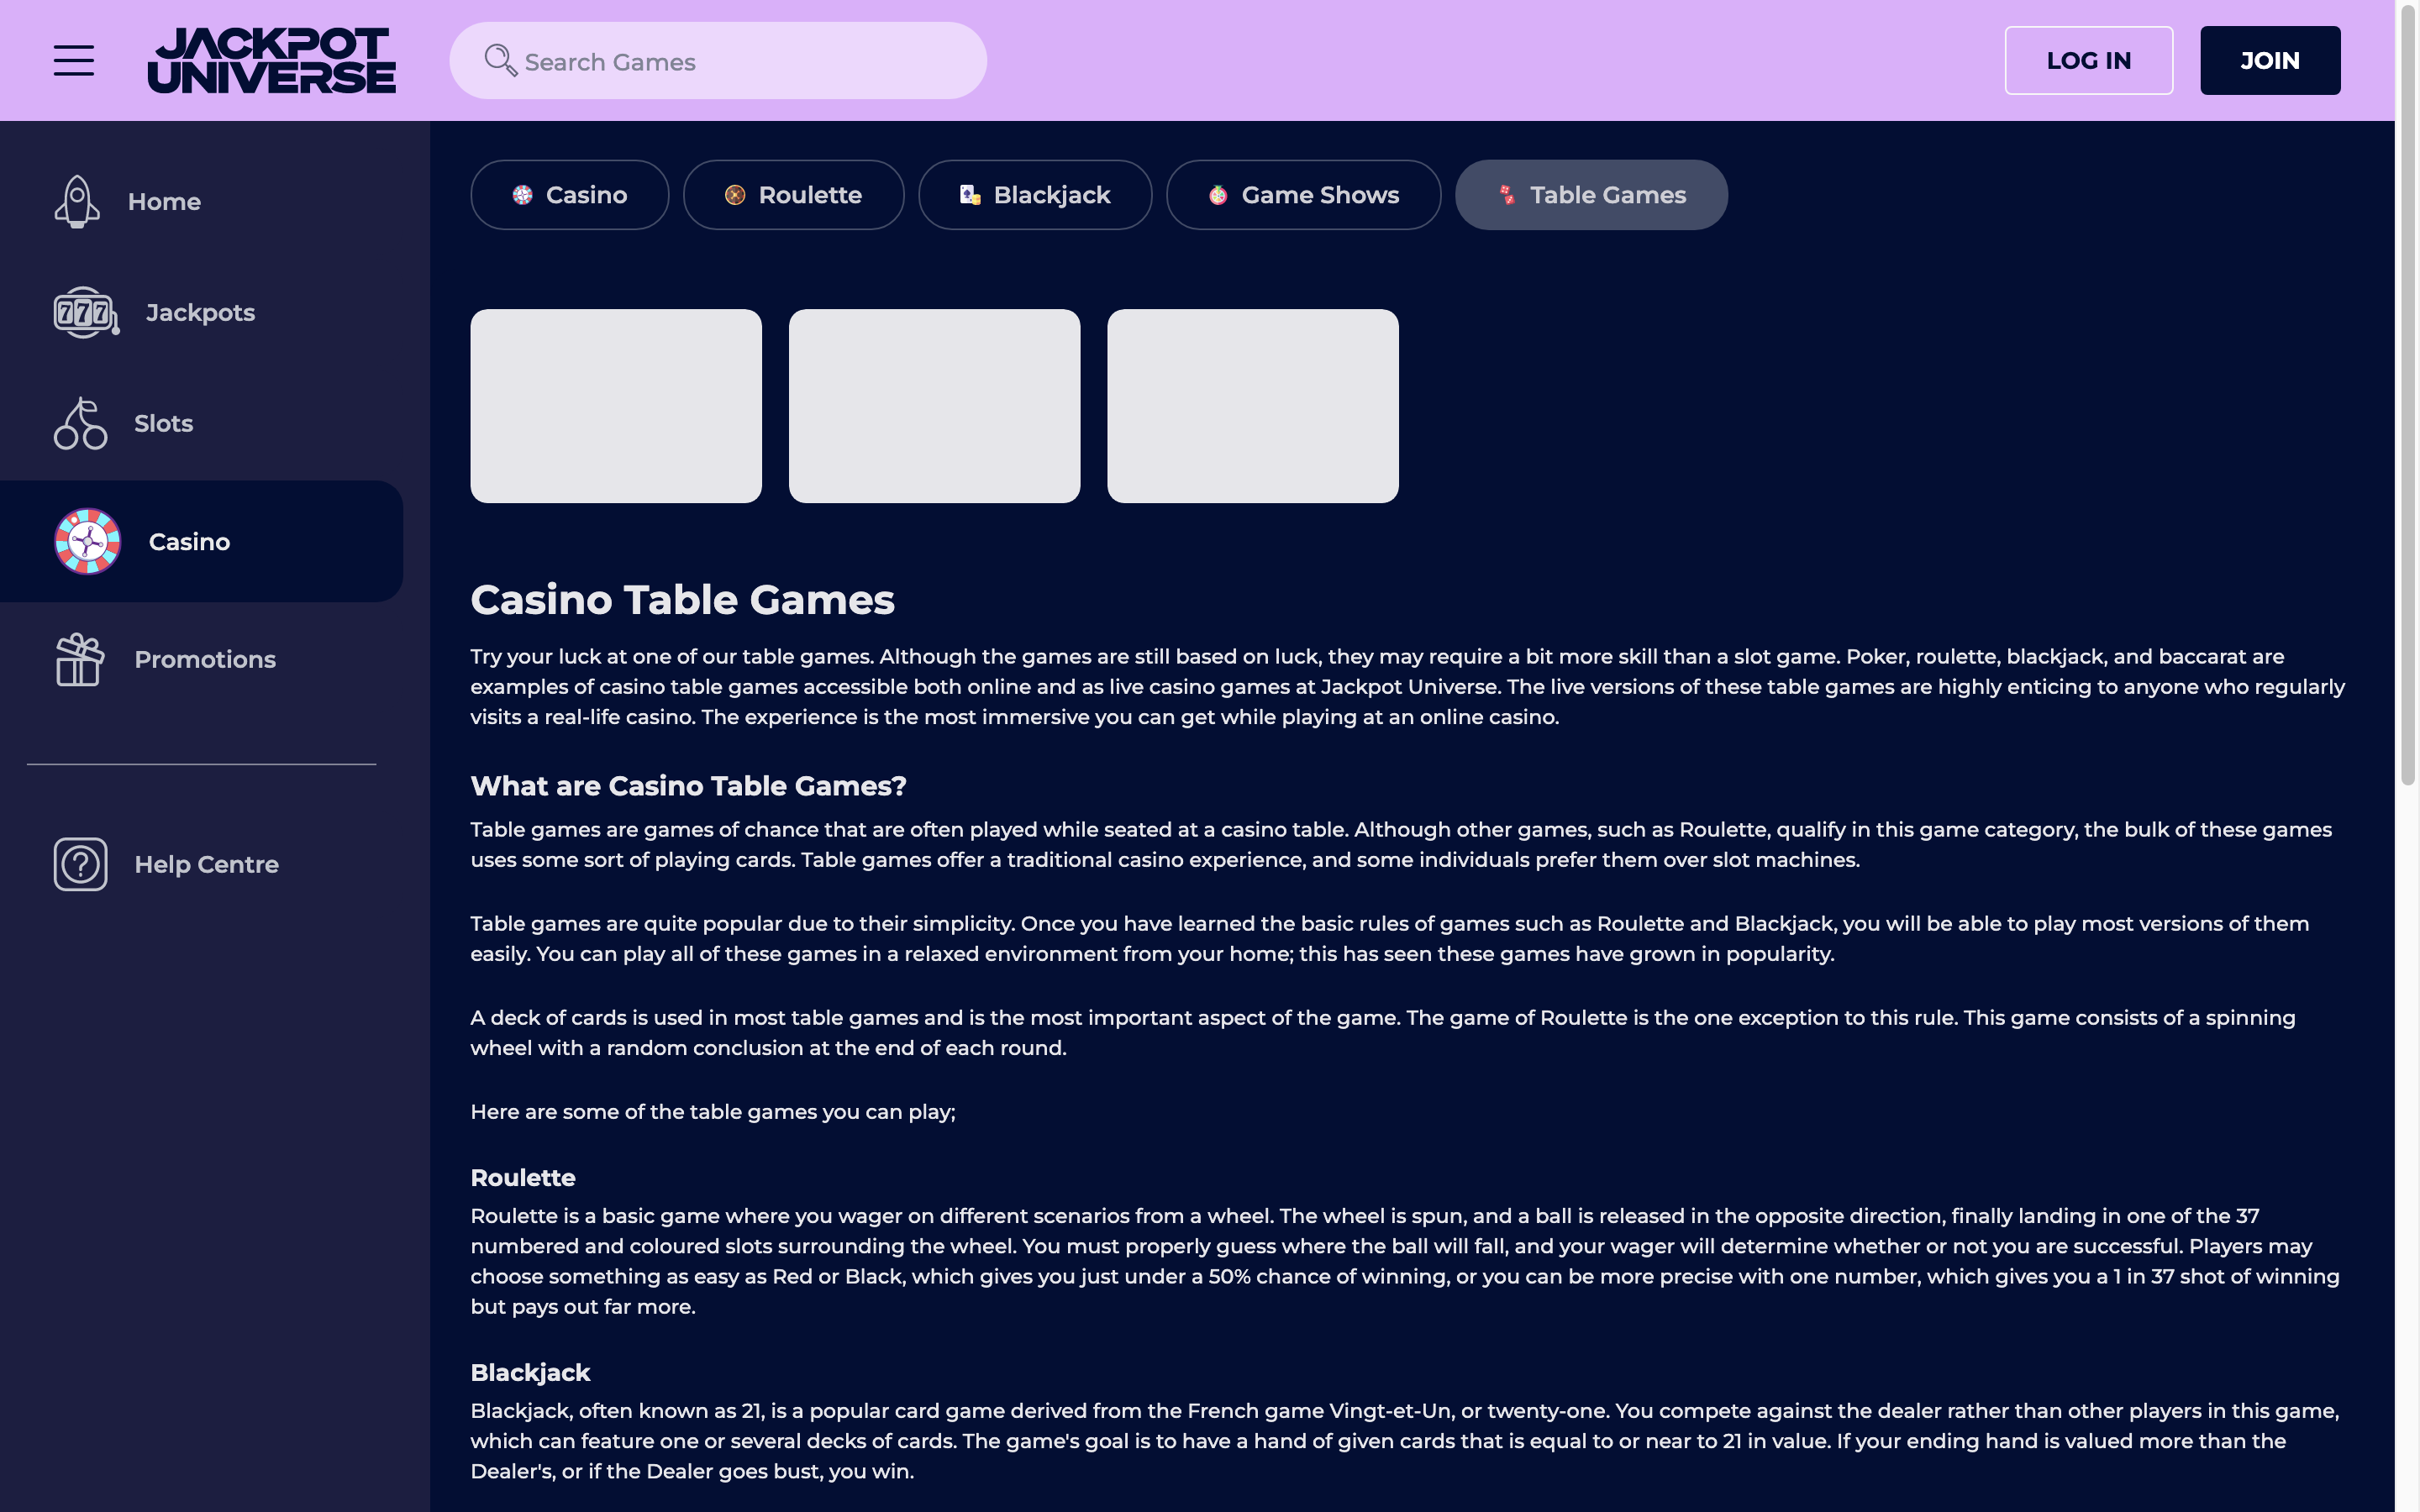 JACKPOT
UNIVERSE
Search Games
LOG IN
JOIN
Home
Jackpots
Slots
Casino
Promotions
Help Centre
Casino
Roulette
Blackjack
Game Shows
Table Games
777
Casino Table Games
Try your luck at one of our table games. Although the games are still based on luck, they may require a bit more skill than a slot game. Poker, roulette, blackjack, and baccarat are
examples of casino table games accessible both online and as live casino games at Jackpot Universe. The live versions of these table games are highly enticing to anyone who regularly
visits a real-life casino. The experience is the most immersive you can get while playing at an online casino.
What are Casino Table Games?
Table games are games of chance that are often played while seated at a casino table. Although other games, such as Roulette, qualify in this game category, the bulk of these games
uses some sort of playing cards. Table games offer a traditional casino experience, and some individuals prefer them over slot machines.
Table games are quite popular due to their simplicity. Once you have learned the basic rules of games such as Roulette and Blackjack, you will be able to play most versions of them
easily. You can play all of these games in a relaxed environment from your home; this has seen these games have grown in popularity.
A deck of cards is used in most table games and is the most important aspect of the game. The game of Roulette is the one exception to this rule. This game consists of a spinning
wheel with a random conclusion at the end of each round.
Here are some of the table games you can play;
Roulette
Roulette is a basic game where you wager on different scenarios from a wheel. The wheel is spun, and a ball is released in the opposite direction, finally landing in one of the 37
numbered and coloured slots surrounding the wheel. You must properly guess where the ball will fall, and your wager will determine whether or not you are successful. Players may
choose something as easy as Red or Black, which gives you just under a 50% chance of winning, or you can be more precise with one number, which gives you a 1 in 37 shot of winning
but pays out far more.
Blackjack
Blackjack, often known as 21, is a popular card game derived from the French game Vingt-et-Un, or twenty-one. You compete against the dealer rather than other players in this game,
which can feature one or several decks of cards. The game's goal is to have a hand of given cards that is equal to or near to 21 in value. If your ending hand is valued more than the
Dealer's, or if the Dealer goes bust, you win.